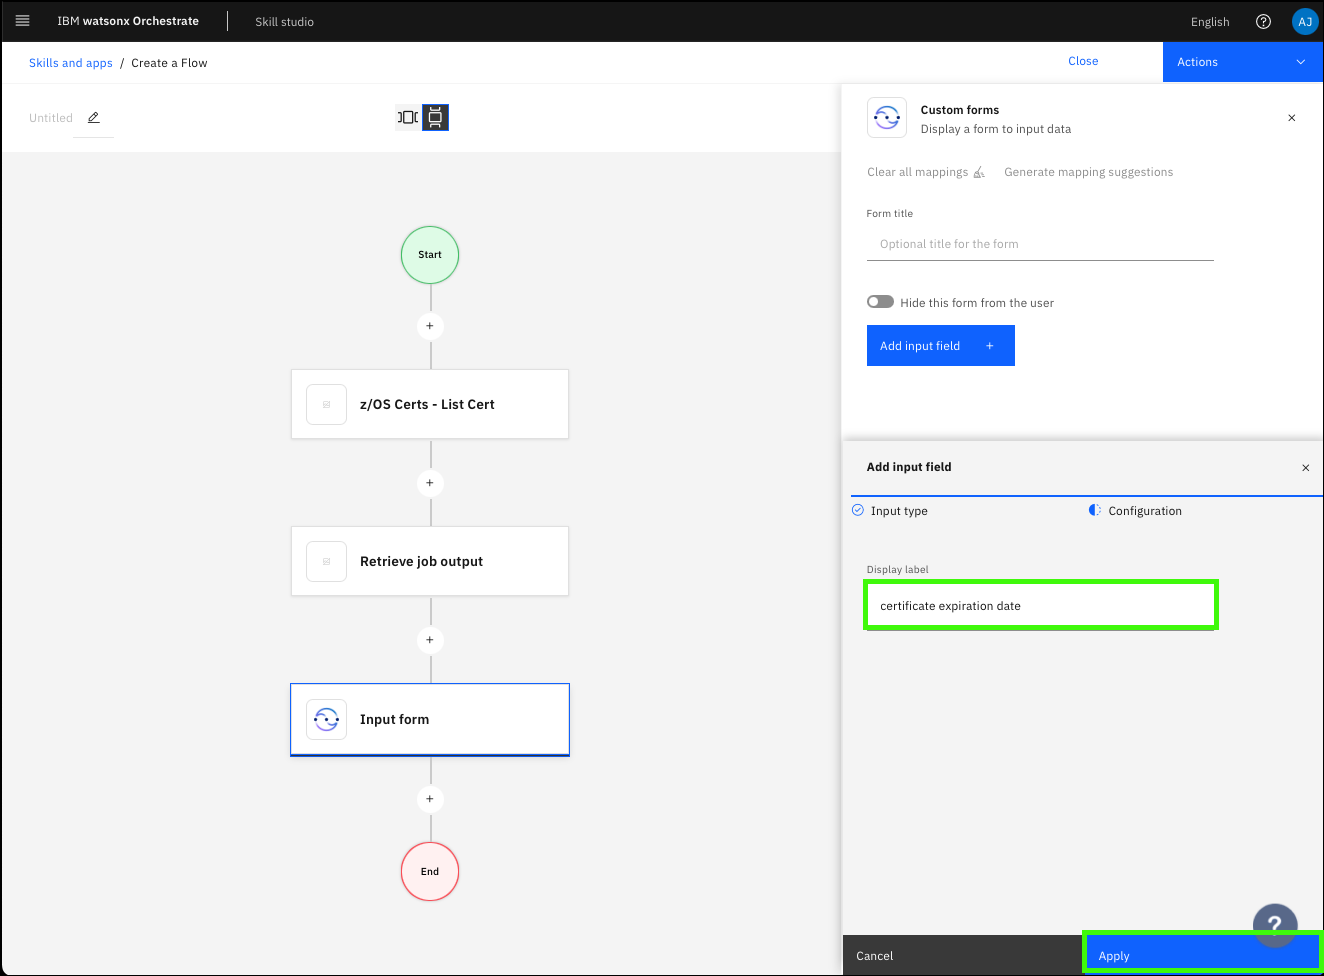 IBM watsonx Orchestrate
Skill studio
English
AJ
Skills and apps / Create a Flow
Close
Actions
Untitled
Custom forms
Display a form to input data
Clear all mappings
Generate mapping suggestions
Form title
Optional title for the form
Hide this form from the user
Add input field +
Start
+
z/OS Certs - List Cert
+
Retrieve job output
+
Input form
+
End
Add input field
Input type
Configuration
Display label
certificate expiration date
?
Cancel
Apply